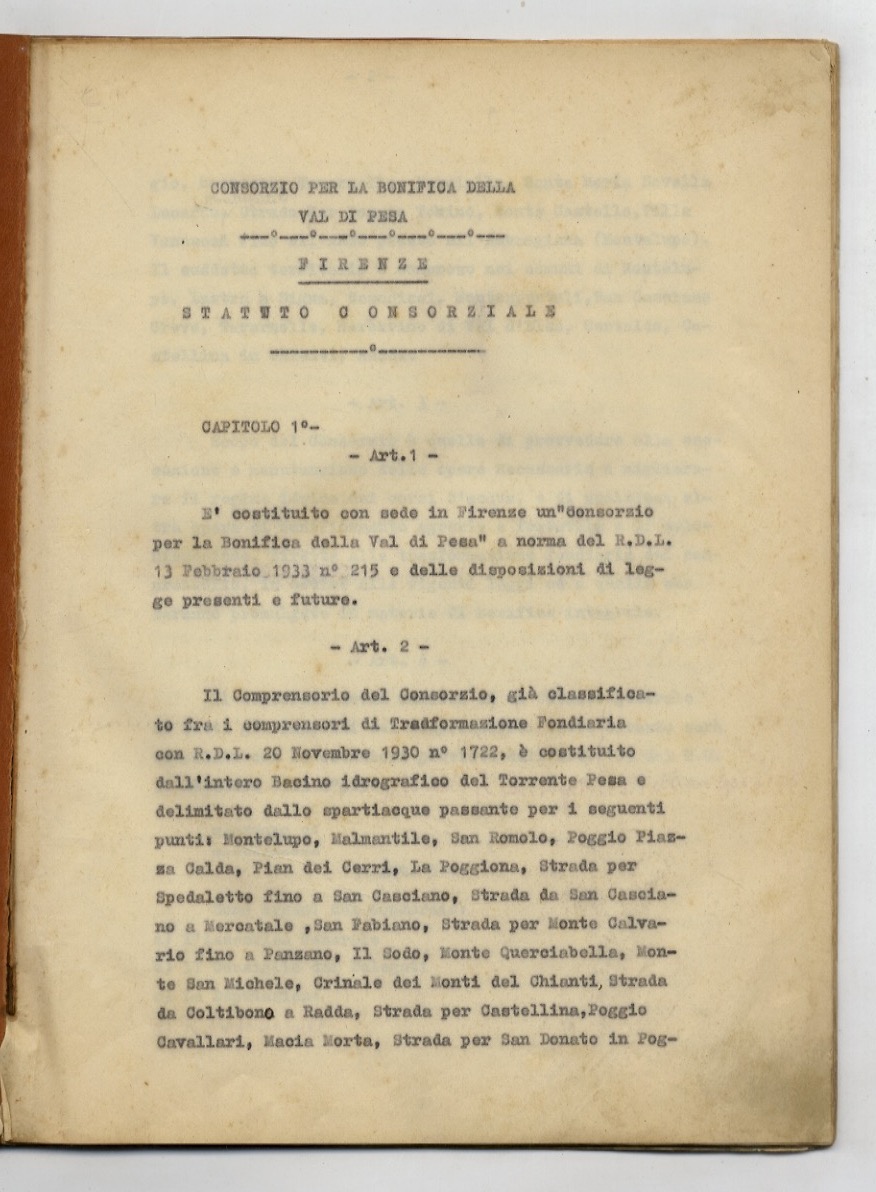 CONSORZIO PER LA BONIFICA DELLA
VAL DI PESA
---°---°---°---°---°---°---
F I R E N Z E
S T A T U T O C O N S O R Z I A L E
-----------°-----------
CAPITOLO 1°-
- Art.1 -
E' costituito con sede in Firenze un"Consorzio
per la Bonifica della Val di Pesa" a norma del R.D.L.
13 Febbraio 1933 n° 215 e delle disposizioni di leg-
ge presenti e future.
- Art. 2 -
Il Comprensorio del Consorzio, già classifica-
to fra i comprensori di Tradformazione Fondiaria
con R.D.L. 20 Novembre 1930 n° 1722, è costituito
dall'intero Bacino idrografico del Torrente Pesa e
delimitato dallo spartiacque passante per i seguenti
punti: Montelupo, Malmantile, San Romolo, Poggio Piaz-
za Calda, Pian dei Cerri, La Poggiona, Strada per
Spedaletto fino a San Casciano, Strada da San Cascia-
no a Mercatale ,San Fabiano, Strada per Monte Calva-
rio fino a Panzano, Il Sodo, Monte Querciabella, Mon-
te San Michele, Crinale dei Monti del Chianti, Strada
da Coltibono a Radda, Strada per Castellina,Poggio
Cavallari, Macia Morta, Strada per San Donato in Pog-